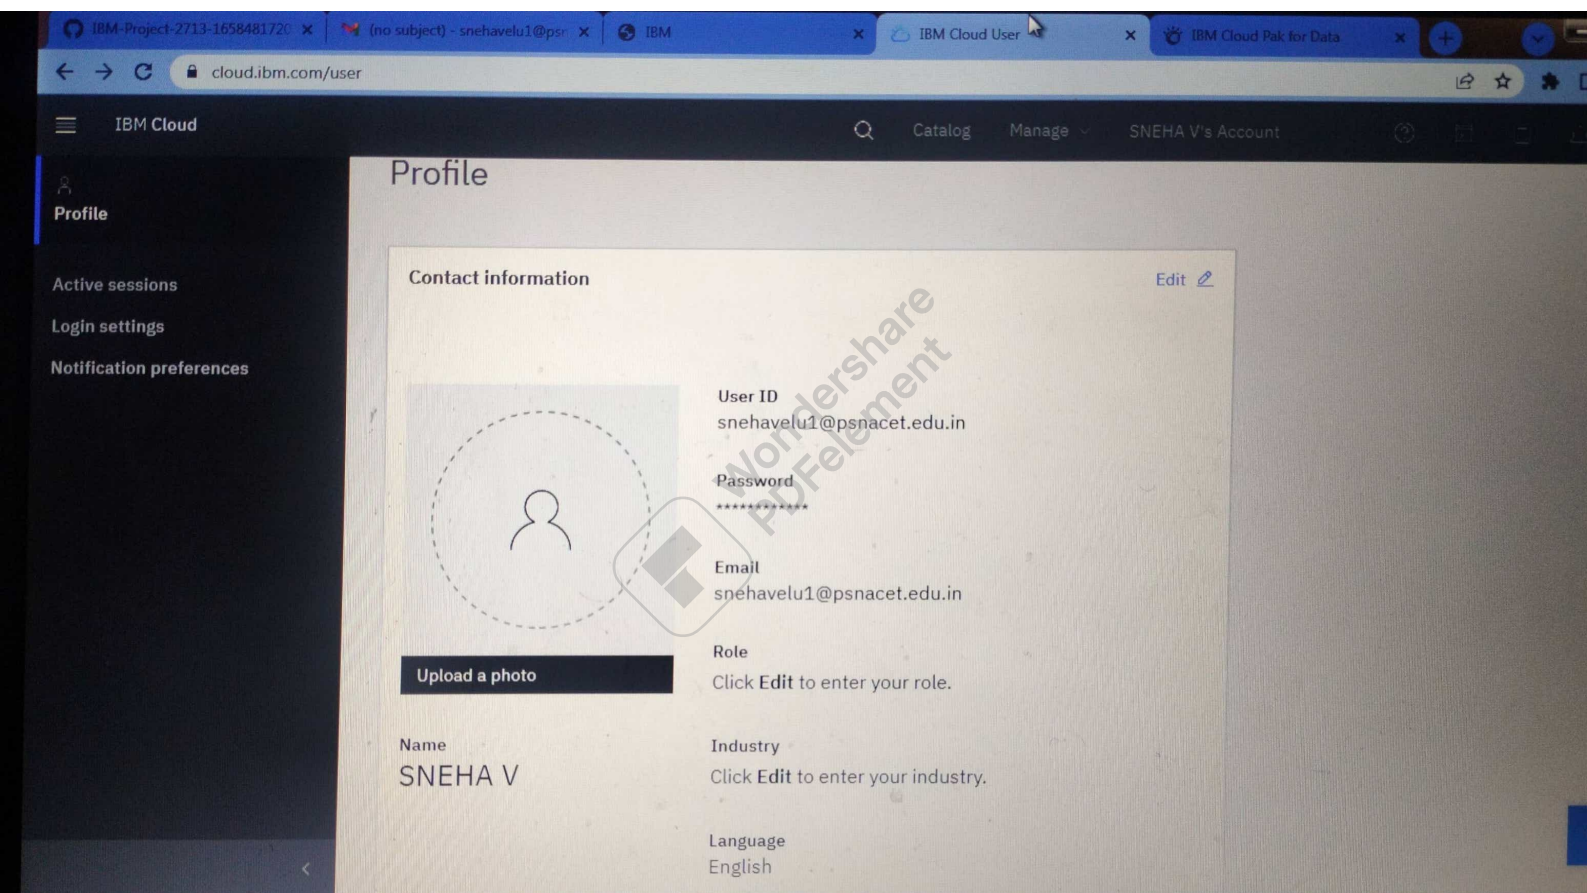 IBM-Project-2713-1658481720
(no subject) - snehavelu1@psn
IBM
IBM Cloud User
IBM Cloud Pak for Data
cloud.ibm.com/user
IBM Cloud
Catalog
Manage
SNEHA V's Account
Profile
Profile
Active sessions
Login settings
Notification preferences
Contact information
Edit
User ID
snehavelu1@psnacet.edu.in
Password
************
Email
snehavelu1@psnacet.edu.in
Role
Click Edit to enter your role.
Upload a photo
Name
SNEHA V
Industry
Click Edit to enter your industry.
Language
English
Wondershare
PDFelement